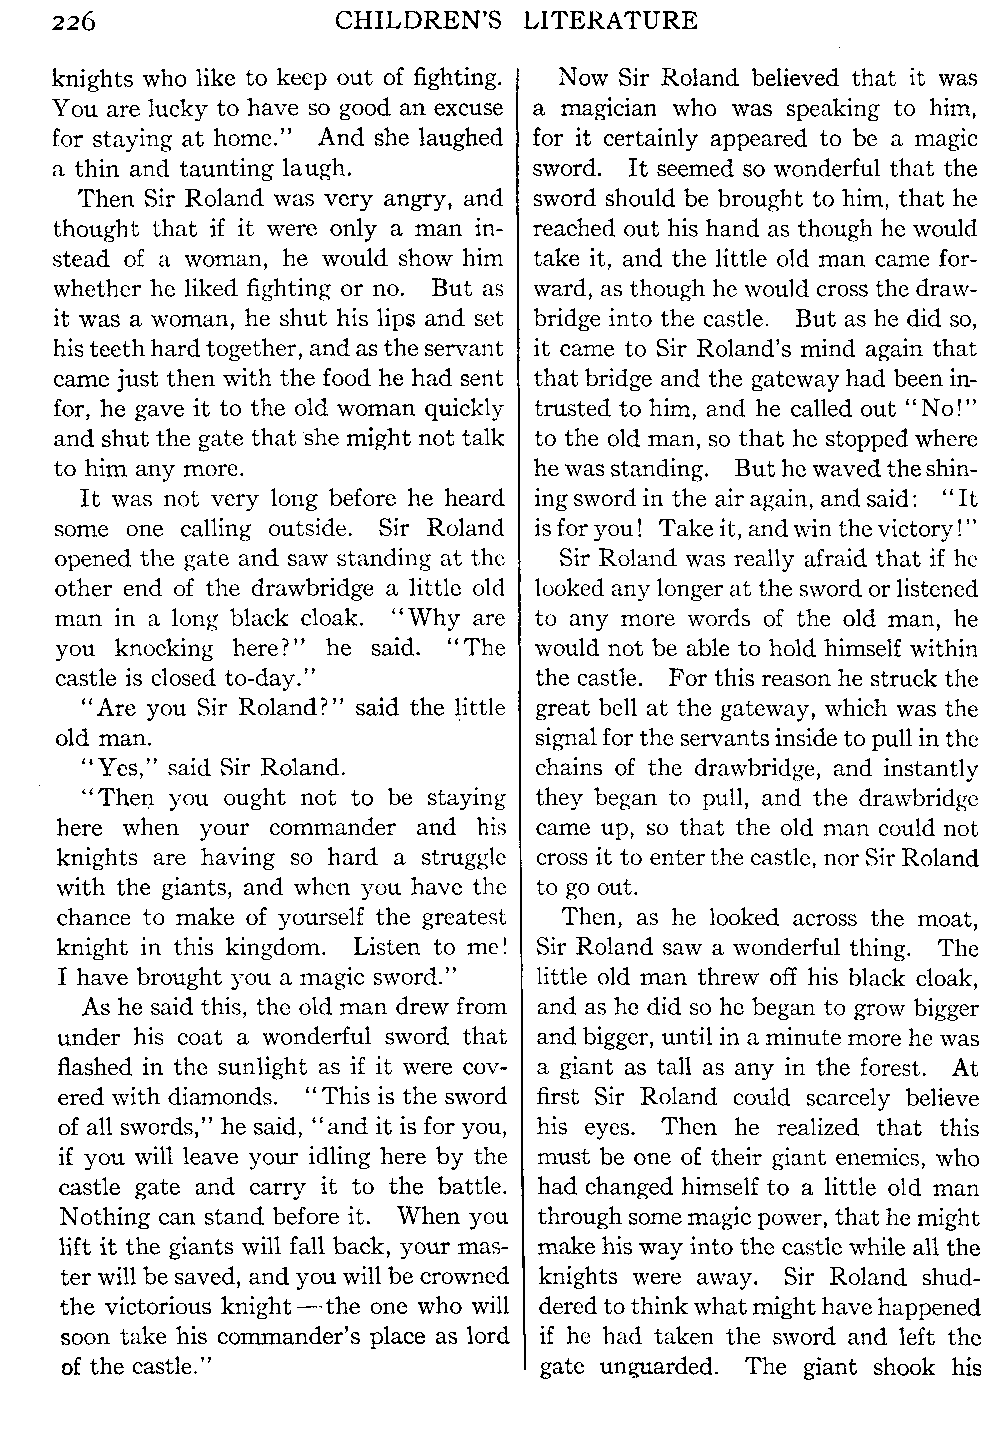 226 CHILDREN'S LITERATURE
knights who like to keep out of fighting.
You are lucky to have so good an excuse
for staying at home." And she laughed
a thin and taunting laugh.
Then Sir Roland was very angry, and
thought that if it were only a man in-
stead of a woman, he would show him
whether he liked fighting or no. But as
it was a woman, he shut his lips and set
his teeth hard together, and as the servant
came just then with the food he had sent
for, he gave it to the old woman quickly
and shut the gate that she might not talk
to him any more.
It was not very long before he heard
some one calling outside. Sir Roland
opened the gate and saw standing at the
other end of the drawbridge a little old
man in a long black cloak. "Why are
you knocking here?" he said. "The
castle is closed to-day."
"Are you Sir Roland?" said the little
old man.
"Yes," said Sir Roland.
"Then you ought not to be staying
here when your commander and his
knights are having so hard a struggle
with the giants, and when you have the
chance to make of yourself the greatest
knight in this kingdom. Listen to me!
I have brought you a magic sword."
As he said this, the old man drew from
under his coat a wonderful sword that
flashed in the sunlight as if it were cov-
ered with diamonds. "This is the sword
of all swords," he said, "and it is for you,
if you will leave your idling here by the
castle gate and carry it to the battle.
Nothing can stand before it. When you
lift it the giants will fall back, your mas-
ter will be saved, and you will be crowned
the victorious knight—the one who will
soon take his commander's place as lord
of the castle."
Now Sir Roland believed that it was
a magician who was speaking to him,
for it certainly appeared to be a magic
sword. It seemed so wonderful that the
sword should be brought to him, that he
reached out his hand as though he would
take it, and the little old man came for-
ward, as though he would cross the draw-
bridge into the castle. But as he did so,
it came to Sir Roland's mind again that
that bridge and the gateway had been in-
trusted to him, and he called out "No!"
to the old man, so that he stopped where
he was standing. But he waved the shin-
ing sword in the air again, and said: "It
is for you! Take it, and win the victory!"
Sir Roland was really afraid that if he
looked any longer at the sword or listened
to any more words of the old man, he
would not be able to hold himself within
the castle. For this reason he struck the
great bell at the gateway, which was the
signal for the servants inside to pull in the
chains of the drawbridge, and instantly
they began to pull, and the drawbridge
came up, so that the old man could not
cross it to enter the castle, nor Sir Roland
to go out.
Then, as he looked across the moat,
Sir Roland saw a wonderful thing. The
little old man threw off his black cloak,
and as he did so he began to grow bigger
and bigger, until in a minute more he was
a giant as tall as any in the forest. At
first Sir Roland could scarcely believe
his eyes. Then he realized that this
must be one of their giant enemies, who
had changed himself to a little old man
through some magic power, that he might
make his way into the castle while all the
knights were away. Sir Roland shud-
dered to think what might have happened
if he had taken the sword and left the
gate unguarded. The giant shook his